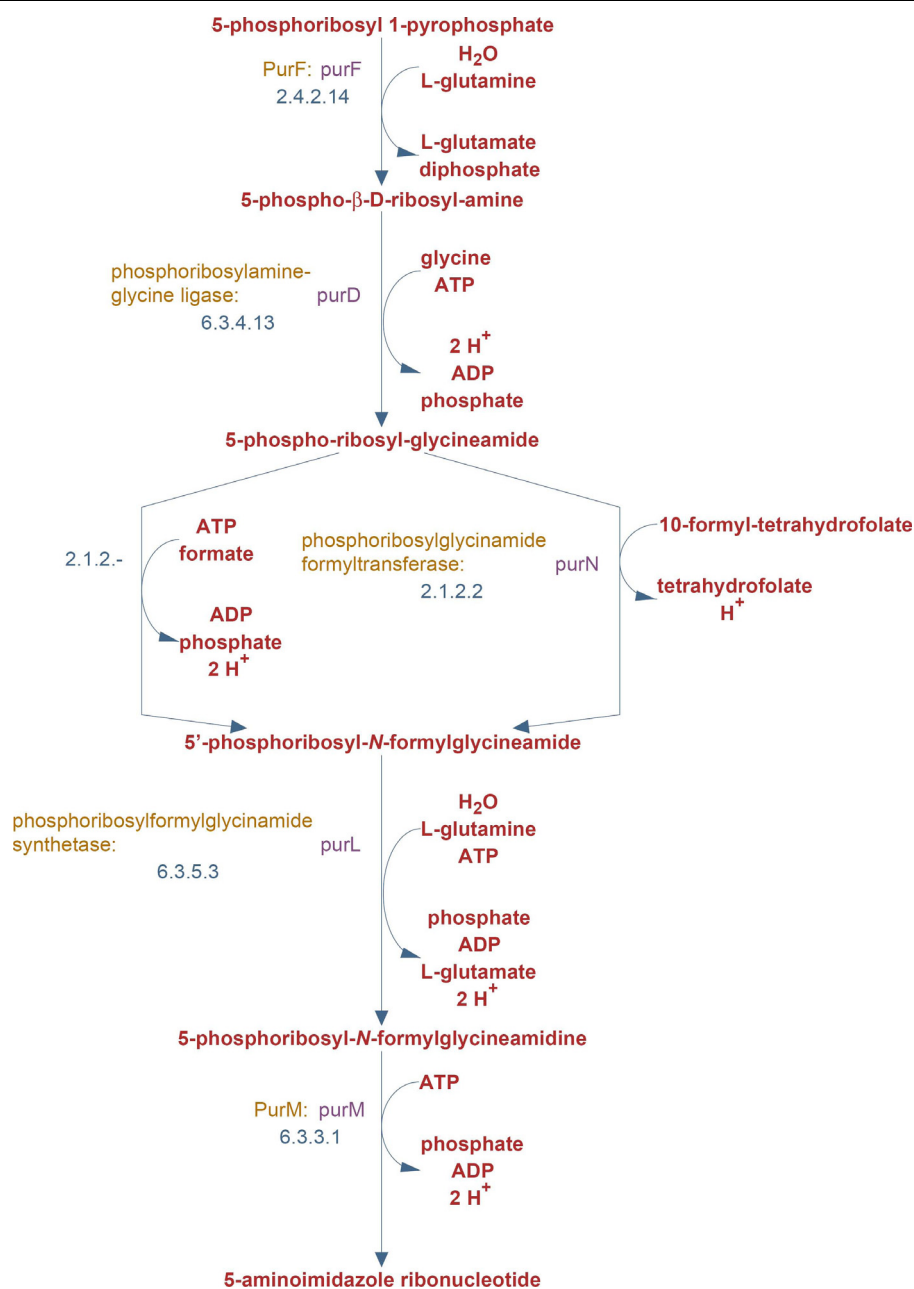 5-phosphoribosyl 1-pyrophosphate
H2O
PurF: purF
L-glutamine
2.4.2.14
L-glutamate
diphosphate
5-phospho-β-D-ribosyl-amine
glycine
phosphoribosylamine-
ATP
glycine ligase: purD
6.3.4.13
2 H+
ADP
phosphate
5-phospho-ribosyl-glycineamide
ATP
formate
2.1.2.-
ADP
phosphate
2 H+
phosphoribosylglycinamide
formyltransferase: purN
2.1.2.2
10-formyl-tetrahydrofolate
tetrahydrofolate
H+
5’-phosphoribosyl-N-formylglycineamide
H2O
phosphoribosylformylglycinamide
L-glutamine
synthetase: purL
ATP
6.3.5.3
phosphate
ADP
L-glutamate
2 H+
5-phosphoribosyl-N-formylglycineamidine
ATP
PurM: purM
6.3.3.1
phosphate
ADP
2 H+
5-aminoimidazole ribonucleotide